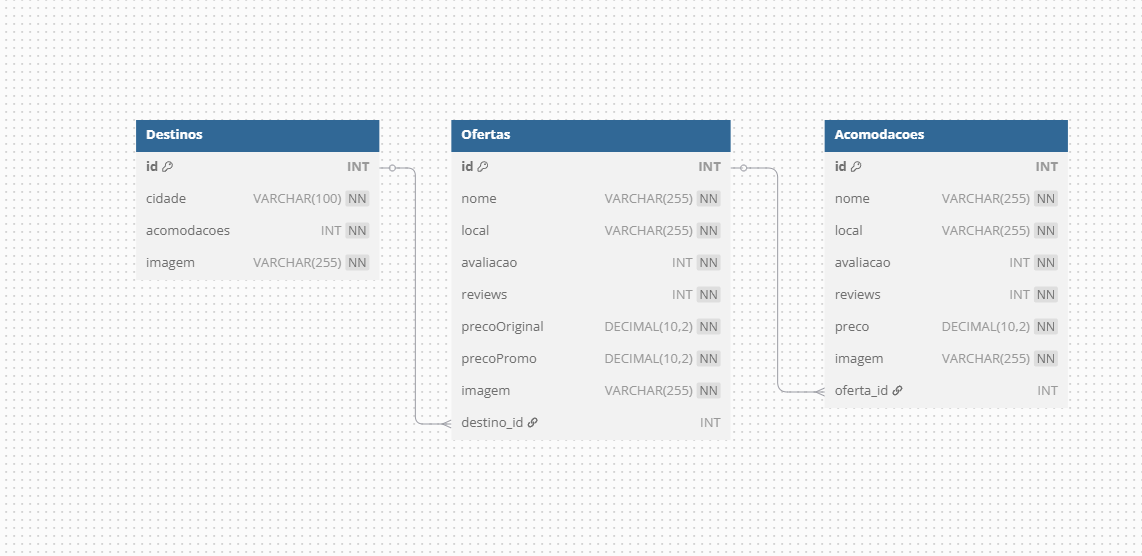 Destinos
id INT
cidade VARCHAR(100) NN
acomodacoes INT NN
imagem VARCHAR(255) NN
Ofertas
id INT
nome VARCHAR(255) NN
local VARCHAR(255) NN
avaliacao INT NN
reviews INT NN
precoOriginal DECIMAL(10,2) NN
precoPromo DECIMAL(10,2) NN
imagem VARCHAR(255) NN
destino_id INT
Acomodacoes
id INT
nome VARCHAR(255) NN
local VARCHAR(255) NN
avaliacao INT NN
reviews INT NN
preco DECIMAL(10,2) NN
imagem VARCHAR(255) NN
oferta_id INT